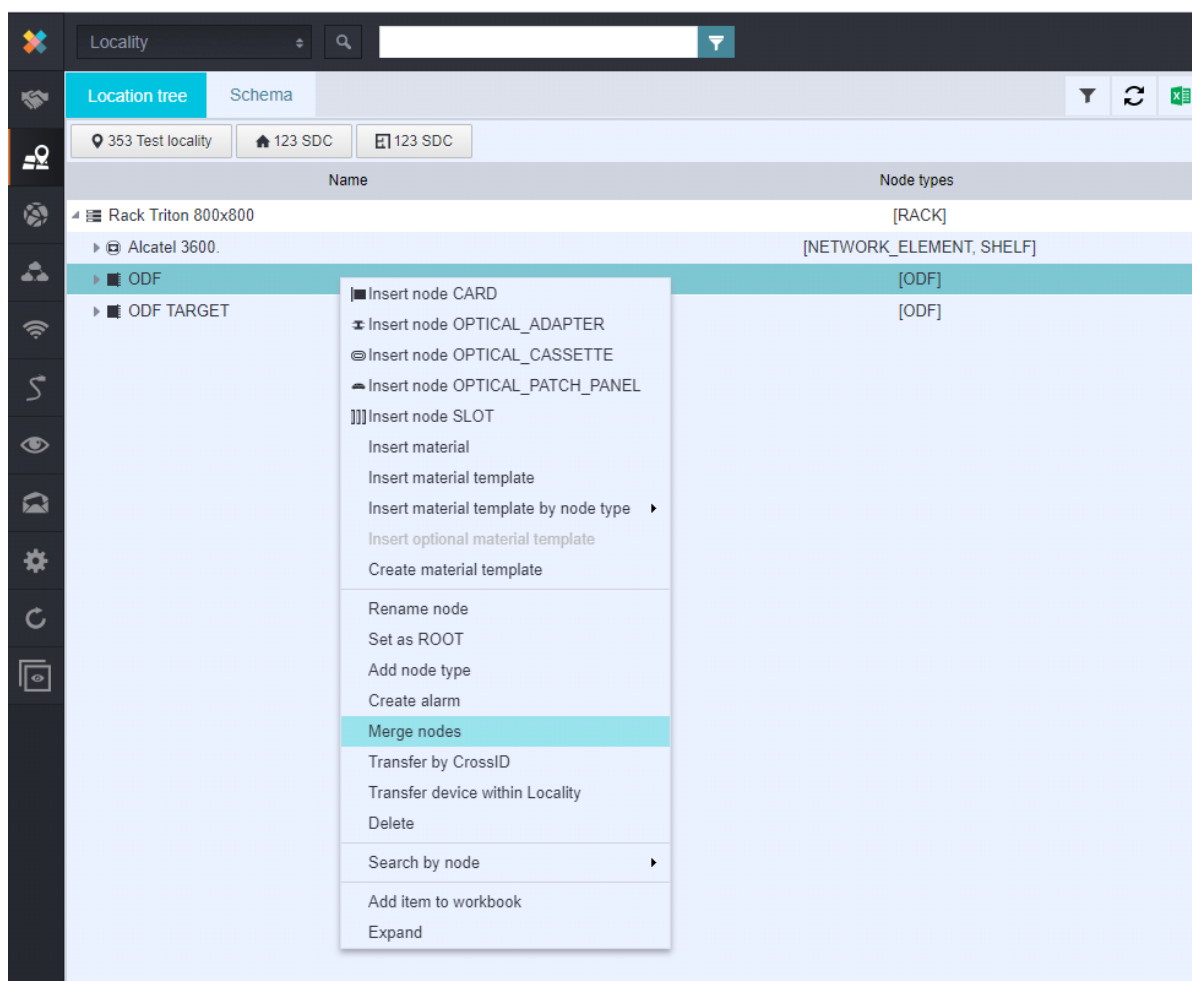 Locality
Location tree Schema
353 Test locality 123 SDC 123 SDC
Name Node types
Rack Triton 800x800 [RACK]
Alcatel 3600. [NETWORK_ELEMENT, SHELF]
ODF [ODF]
ODF TARGET [ODF]
Insert node CARD
Insert node OPTICAL_ADAPTER
Insert node OPTICAL_CASSETTE
Insert node OPTICAL_PATCH_PANEL
Insert node SLOT
Insert material
Insert material template
Insert material template by node type
Insert optional material template
Create material template
Rename node
Set as ROOT
Add node type
Create alarm
Merge nodes
Transfer by CrossID
Transfer device within Locality
Delete
Search by node
Add item to workbook
Expand